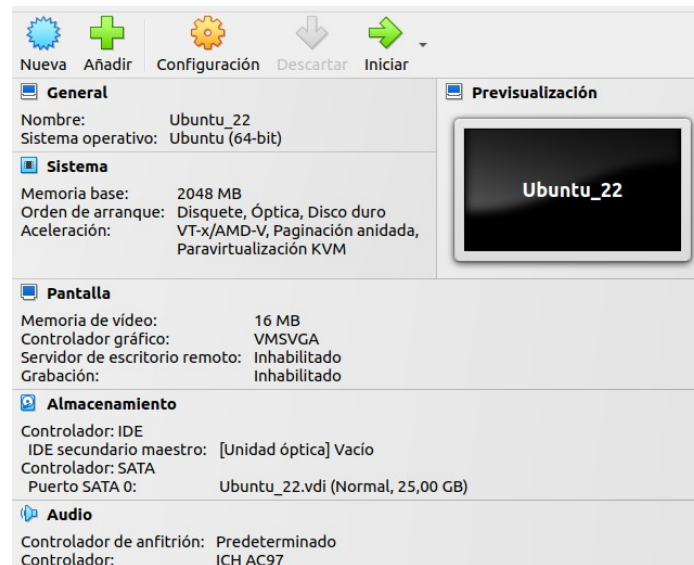 Nueva Añadir Configuración Descartar Iniciar
General
Nombre: Ubuntu_22
Sistema operativo: Ubuntu (64-bit)
Previsualización
Ubuntu_22
Sistema
Memoria base: 2048 MB
Orden de arranque: Disquete, Óptica, Disco duro
Aceleración: VT-x/AMD-V, Paginación anidada,
Paravirtualización KVM
Pantalla
Memoria de vídeo: 16 MB
Controlador gráfico: VMSVGA
Servidor de escritorio remoto: Inhabilitado
Grabación: Inhabilitado
Almacenamiento
Controlador: IDE
IDE secundario maestro: [Unidad óptica] Vacío
Controlador: SATA
Puerto SATA 0: Ubuntu_22.vdi (Normal, 25,00 GB)
Audio
Controlador de anfitrión: Predeterminado
Controlador: ICH AC97